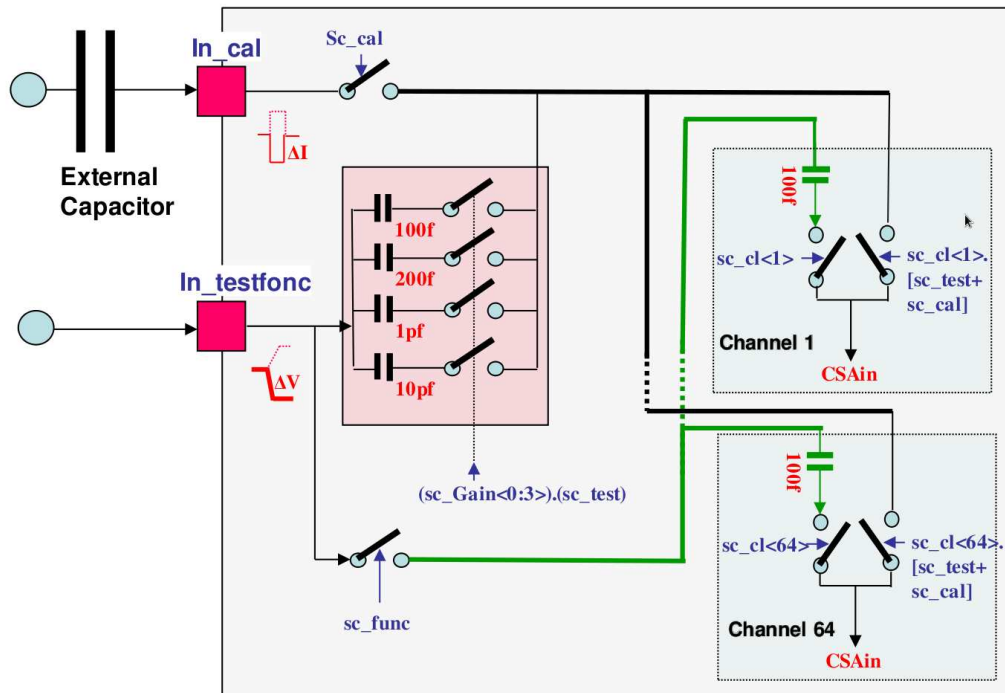 In_cal
Sc_cal
ΔI
External
Capacitor
100f
200f
1pf
10pf
In_testfonc
ΔV
(sc_Gain<0:3>).(sc_test)
sc_func
100f
sc_cl<1>
sc_cl<1>.
[sc_test+
sc_cal]
Channel 1
CSAin
100f
sc_cl<64>
sc_cl<64>.
[sc_test+
sc_cal]
Channel 64
CSAin